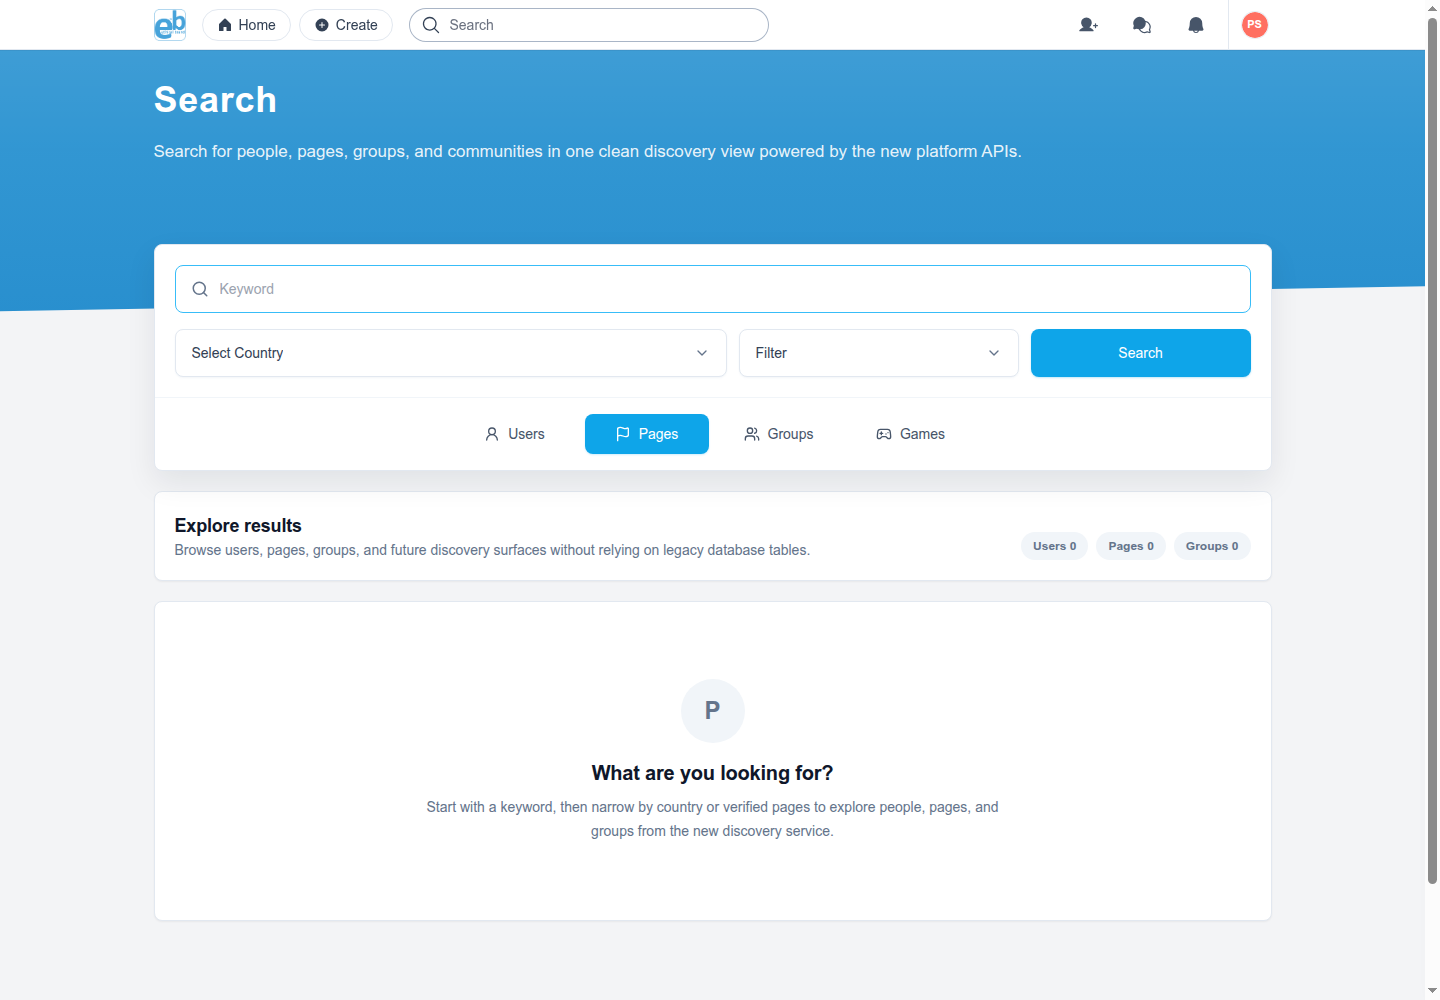 eb
Home
Create
Search
PS
Search
Search for people, pages, groups, and communities in one clean discovery view powered by the new platform APIs.
Keyword
Select Country
Filter
Search
Users
Pages
Groups
Games
Explore results
Browse users, pages, groups, and future discovery surfaces without relying on legacy database tables.
Users 0
Pages 0
Groups 0
P
What are you looking for?
Start with a keyword, then narrow by country or verified pages to explore people, pages, and
groups from the new discovery service.